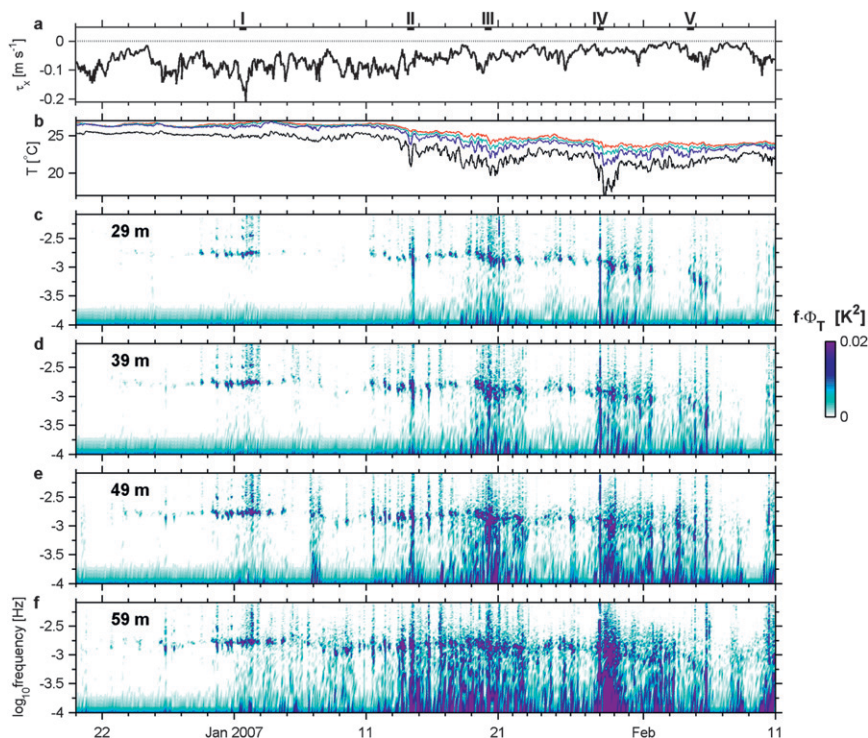 I II III IV V
a
τx [m s-1]
0
-0.1
-0.2
b
T [°C]
25
20
c
29 m
-2.5
-3
-3.5
-4
d
39 m
-2.5
-3
-3.5
-4
e
49 m
-2.5
-3
-3.5
-4
f
59 m
-2.5
-3
-3.5
-4
log10frequency [Hz]
22 Jan 2007 11 21 Feb 11
f·ΦT [K2]
0.02
0